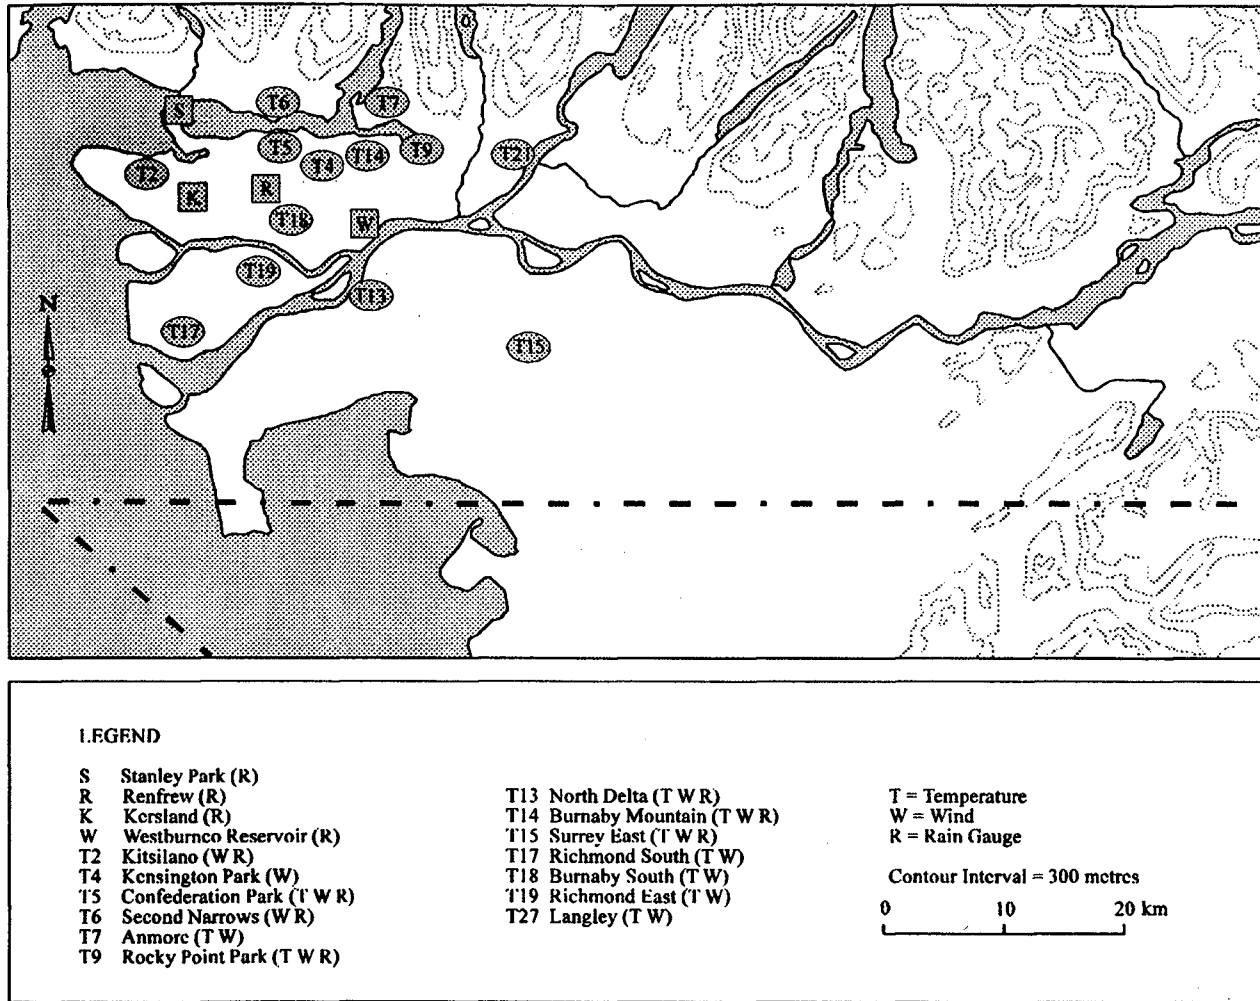 S
T6
T7
T5
T4
T14
T9
T21
T2
K
R
T18
W
T19
T13
N
T17
T15
LEGEND
S Stanley Park (R)
R Renfrew (R)
K Kersland (R)
W Westburnco Reservoir (R)
T2 Kitsilano (W R)
T4 Kensington Park (W)
T5 Confederation Park (T W R)
T6 Second Narrows (W R)
T7 Anmore (T W)
T9 Rocky Point Park (T W R)
T13 North Delta (T W R)
T14 Burnaby Mountain (T W R)
T15 Surrey East (T W R)
T17 Richmond South (T W)
T18 Burnaby South (T W)
T19 Richmond East (T W)
T27 Langley (T W)
T = Temperature
W = Wind
R = Rain Gauge
Contour Interval = 300 metres
0 10 20 km